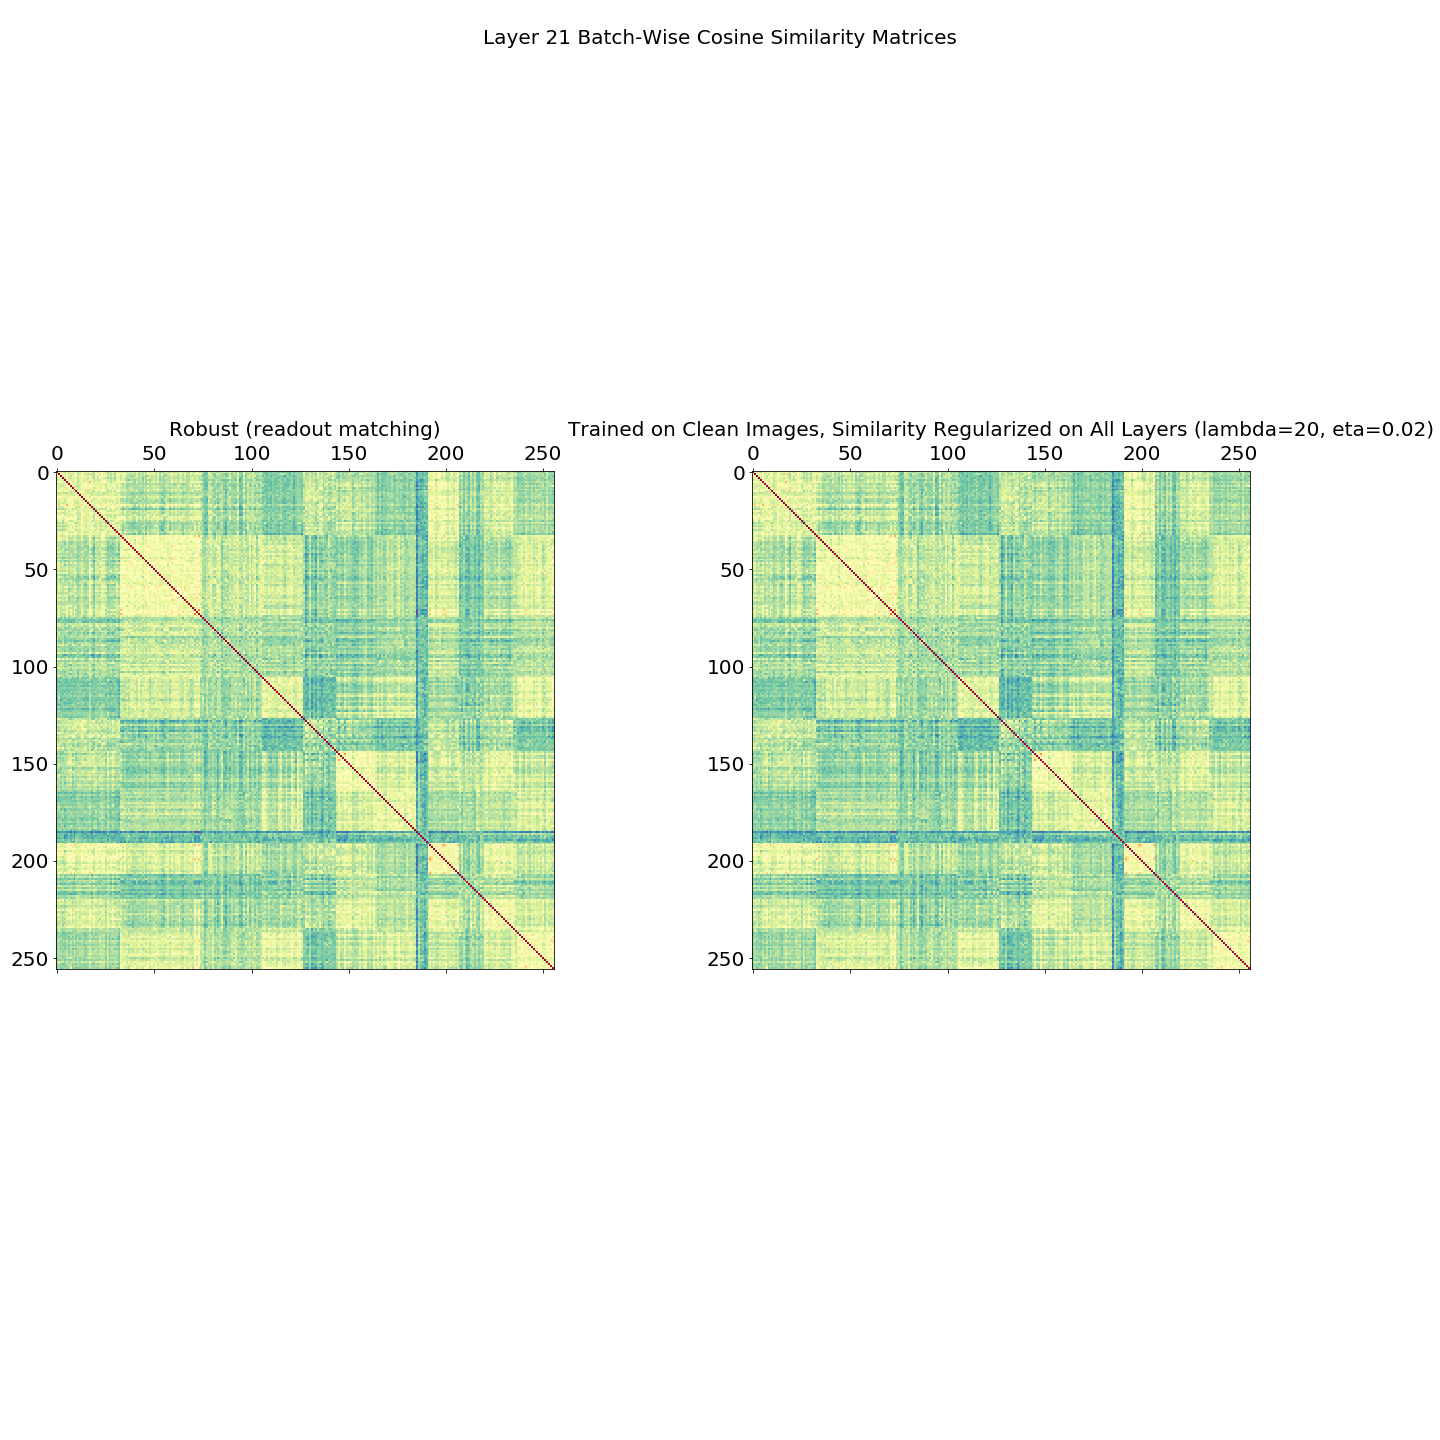 Layer 21 Batch-Wise Cosine Similarity Matrices
Robust (readout matching)
0 50 100 150 200 250
0
50
100
150
200
250
Trained on Clean Images, Similarity Regularized on All Layers (lambda=20, eta=0.02)
0 50 100 150 200 250
0
50
100
150
200
250